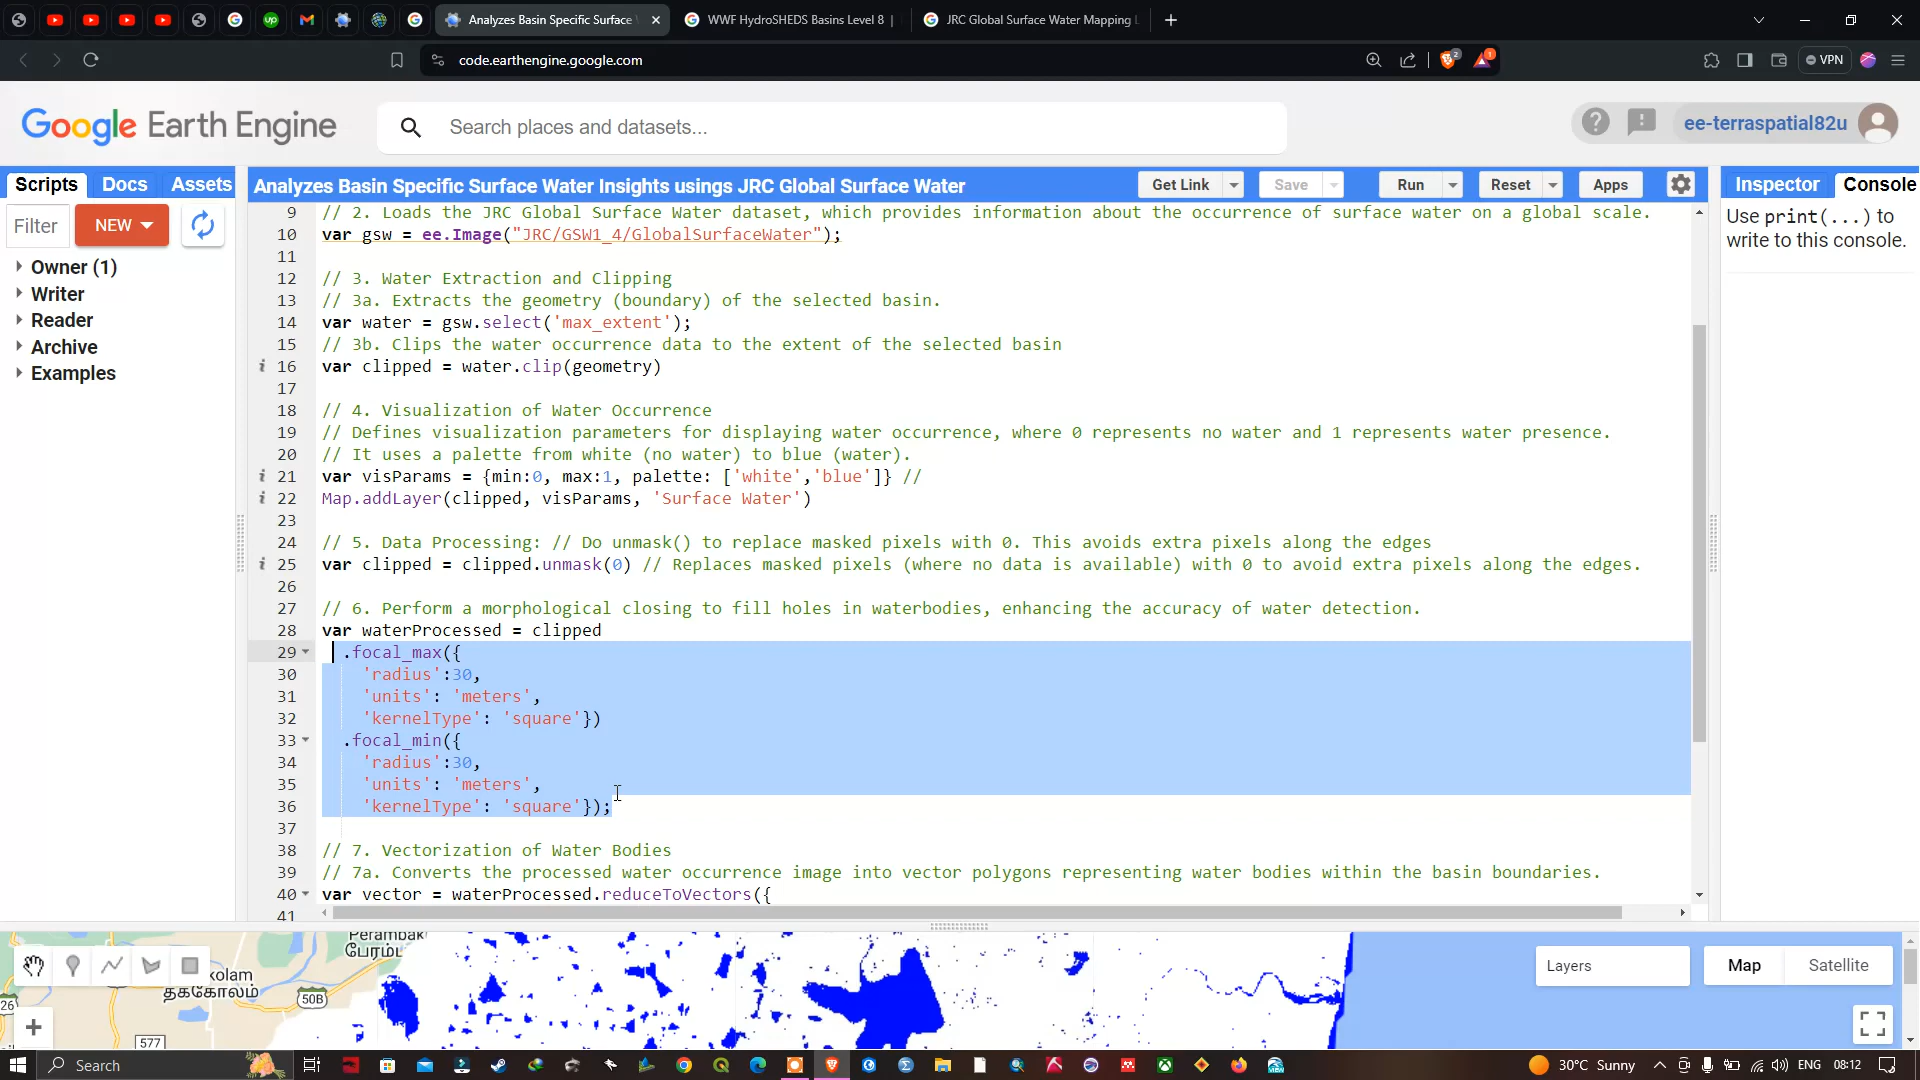 Analyzes Basin Specific Surface
WWF HydroSHEDS Basins Level 8 |
JRC Global Surface Water Mapping
code.earthengine.google.com
2
1
VPN
Google Earth Engine
Search places and datasets...
ee-terraspatial82u
Scripts
Docs
Assets
Filter
NEW
Owner (1)
Writer
Reader
Archive
Examples
Analyzes Basin Specific Surface Water Insights usings JRC Global Surface Water
Get Link
Save
Run
Reset
Apps
9 // 2. Loads the JRC Global Surface Water dataset, which provides information about the occurrence of surface water on a global scale.
10 var gsw = ee.Image("JRC/GSW1_4/GlobalSurfaceWater");
11
12 // 3. Water Extraction and Clipping
13 // 3a. Extracts the geometry (boundary) of the selected basin.
14 var water = gsw.select('max_extent');
15 // 3b. Clips the water occurrence data to the extent of the selected basin
i 16 var clipped = water.clip(geometry)
17
18 // 4. Visualization of Water Occurrence
19 // Defines visualization parameters for displaying water occurrence, where 0 represents no water and 1 represents water presence.
20 // It uses a palette from white (no water) to blue (water).
i 21 var visParams = {min:0, max:1, palette: ['white','blue']} //
i 22 Map.addLayer(clipped, visParams, 'Surface Water')
23
24 // 5. Data Processing: // Do unmask() to replace masked pixels with 0. This avoids extra pixels along the edges
i 25 var clipped = clipped.unmask(0) // Replaces masked pixels (where no data is available) with 0 to avoid extra pixels along the edges.
26
27 // 6. Perform a morphological closing to fill holes in waterbodies, enhancing the accuracy of water detection.
28 var waterProcessed = clipped
29 .focal_max({
30 'radius':30,
31 'units': 'meters',
32 'kernelType': 'square'})
33 .focal_min({
34 'radius':30,
35 'units': 'meters',
36 'kernelType': 'square'});
37
38 // 7. Vectorization of Water Bodies
39 // 7a. Converts the processed water occurrence image into vector polygons representing water bodies within the basin boundaries.
40 var vector = waterProcessed.reduceToVectors({
41
Inspector
Console
Use print(...) to
write to this console.
Perambak
kolam
தக்கோலம்
50B
577
Layers
Map
Satellite
Search
30°C Sunny
ENG
08:12